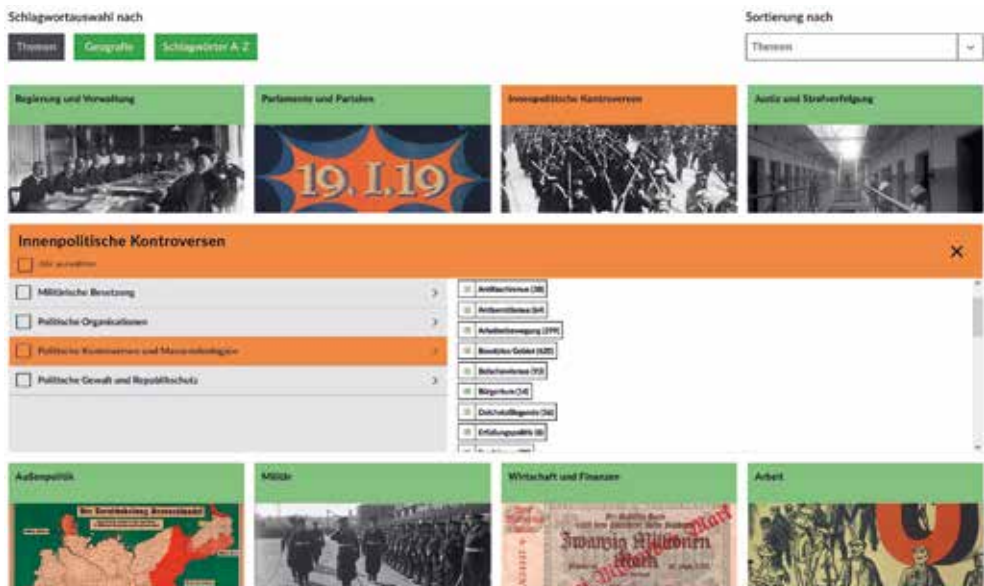 Schlagwortauswahl nach
Sortierung nach
Themen
Geografie
Schlagwörter A-Z
Themen
Regierung und Verwaltung
Parlamente und Parteien
Innenpolitische Kontroversen
Justiz und Strafverfolgung
19. I. 19
Innenpolitische Kontroversen
Alle auswählen
Militärische Besetzung
Politische Organisationen
Politische Kontroversen und Massenideologien
Politische Gewalt und Republikschutz
Antifaschismus (38)
Antisemitismus (64)
Arbeiterbewegung (299)
Besetztes Gebiet (620)
Bolschewismus (93)
Bürgertum (14)
Dolchstoßlegende (36)
Erfüllungspolitik (8)
Außenpolitik
Militär
Wirtschaft und Finanzen
Arbeit
Zwanzig Millionen
Mark